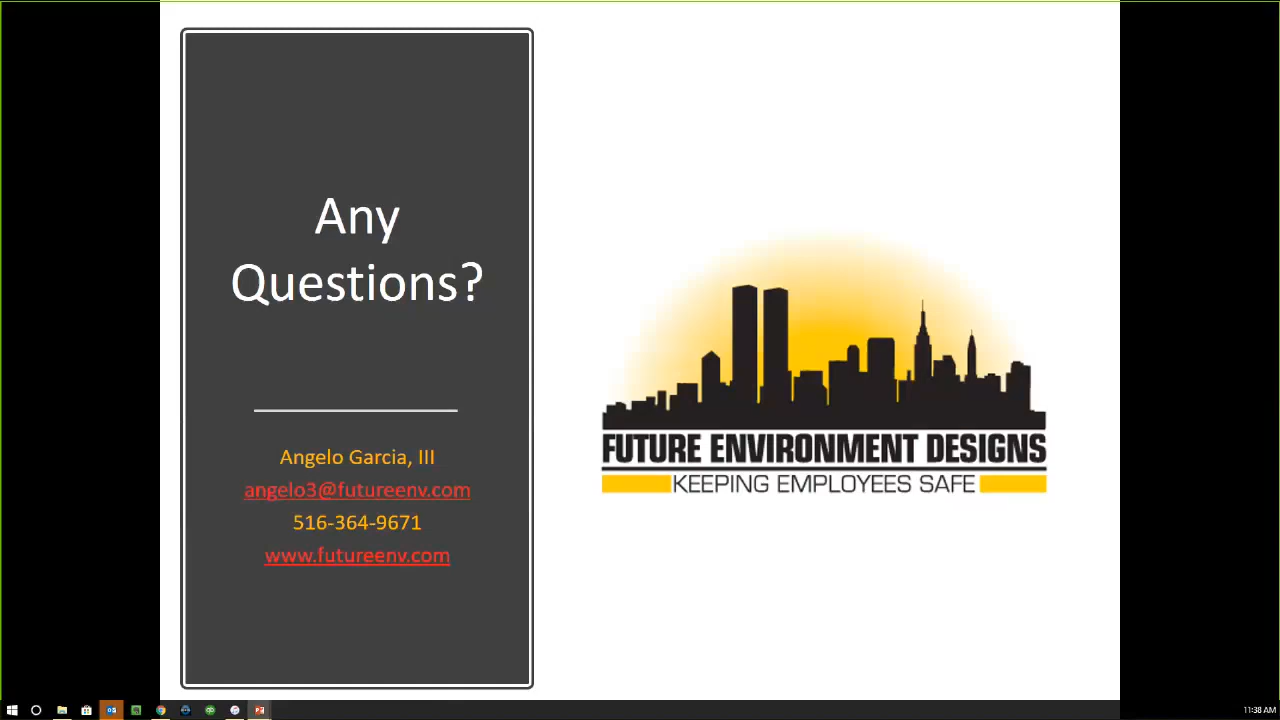 Any
Questions?
Angelo Garcia, III
angelo3@futureenv.com
516-364-9671
www.futureenv.com
FUTURE ENVIRONMENT DESIGNS
KEEPING EMPLOYEES SAFE
11:38 AM